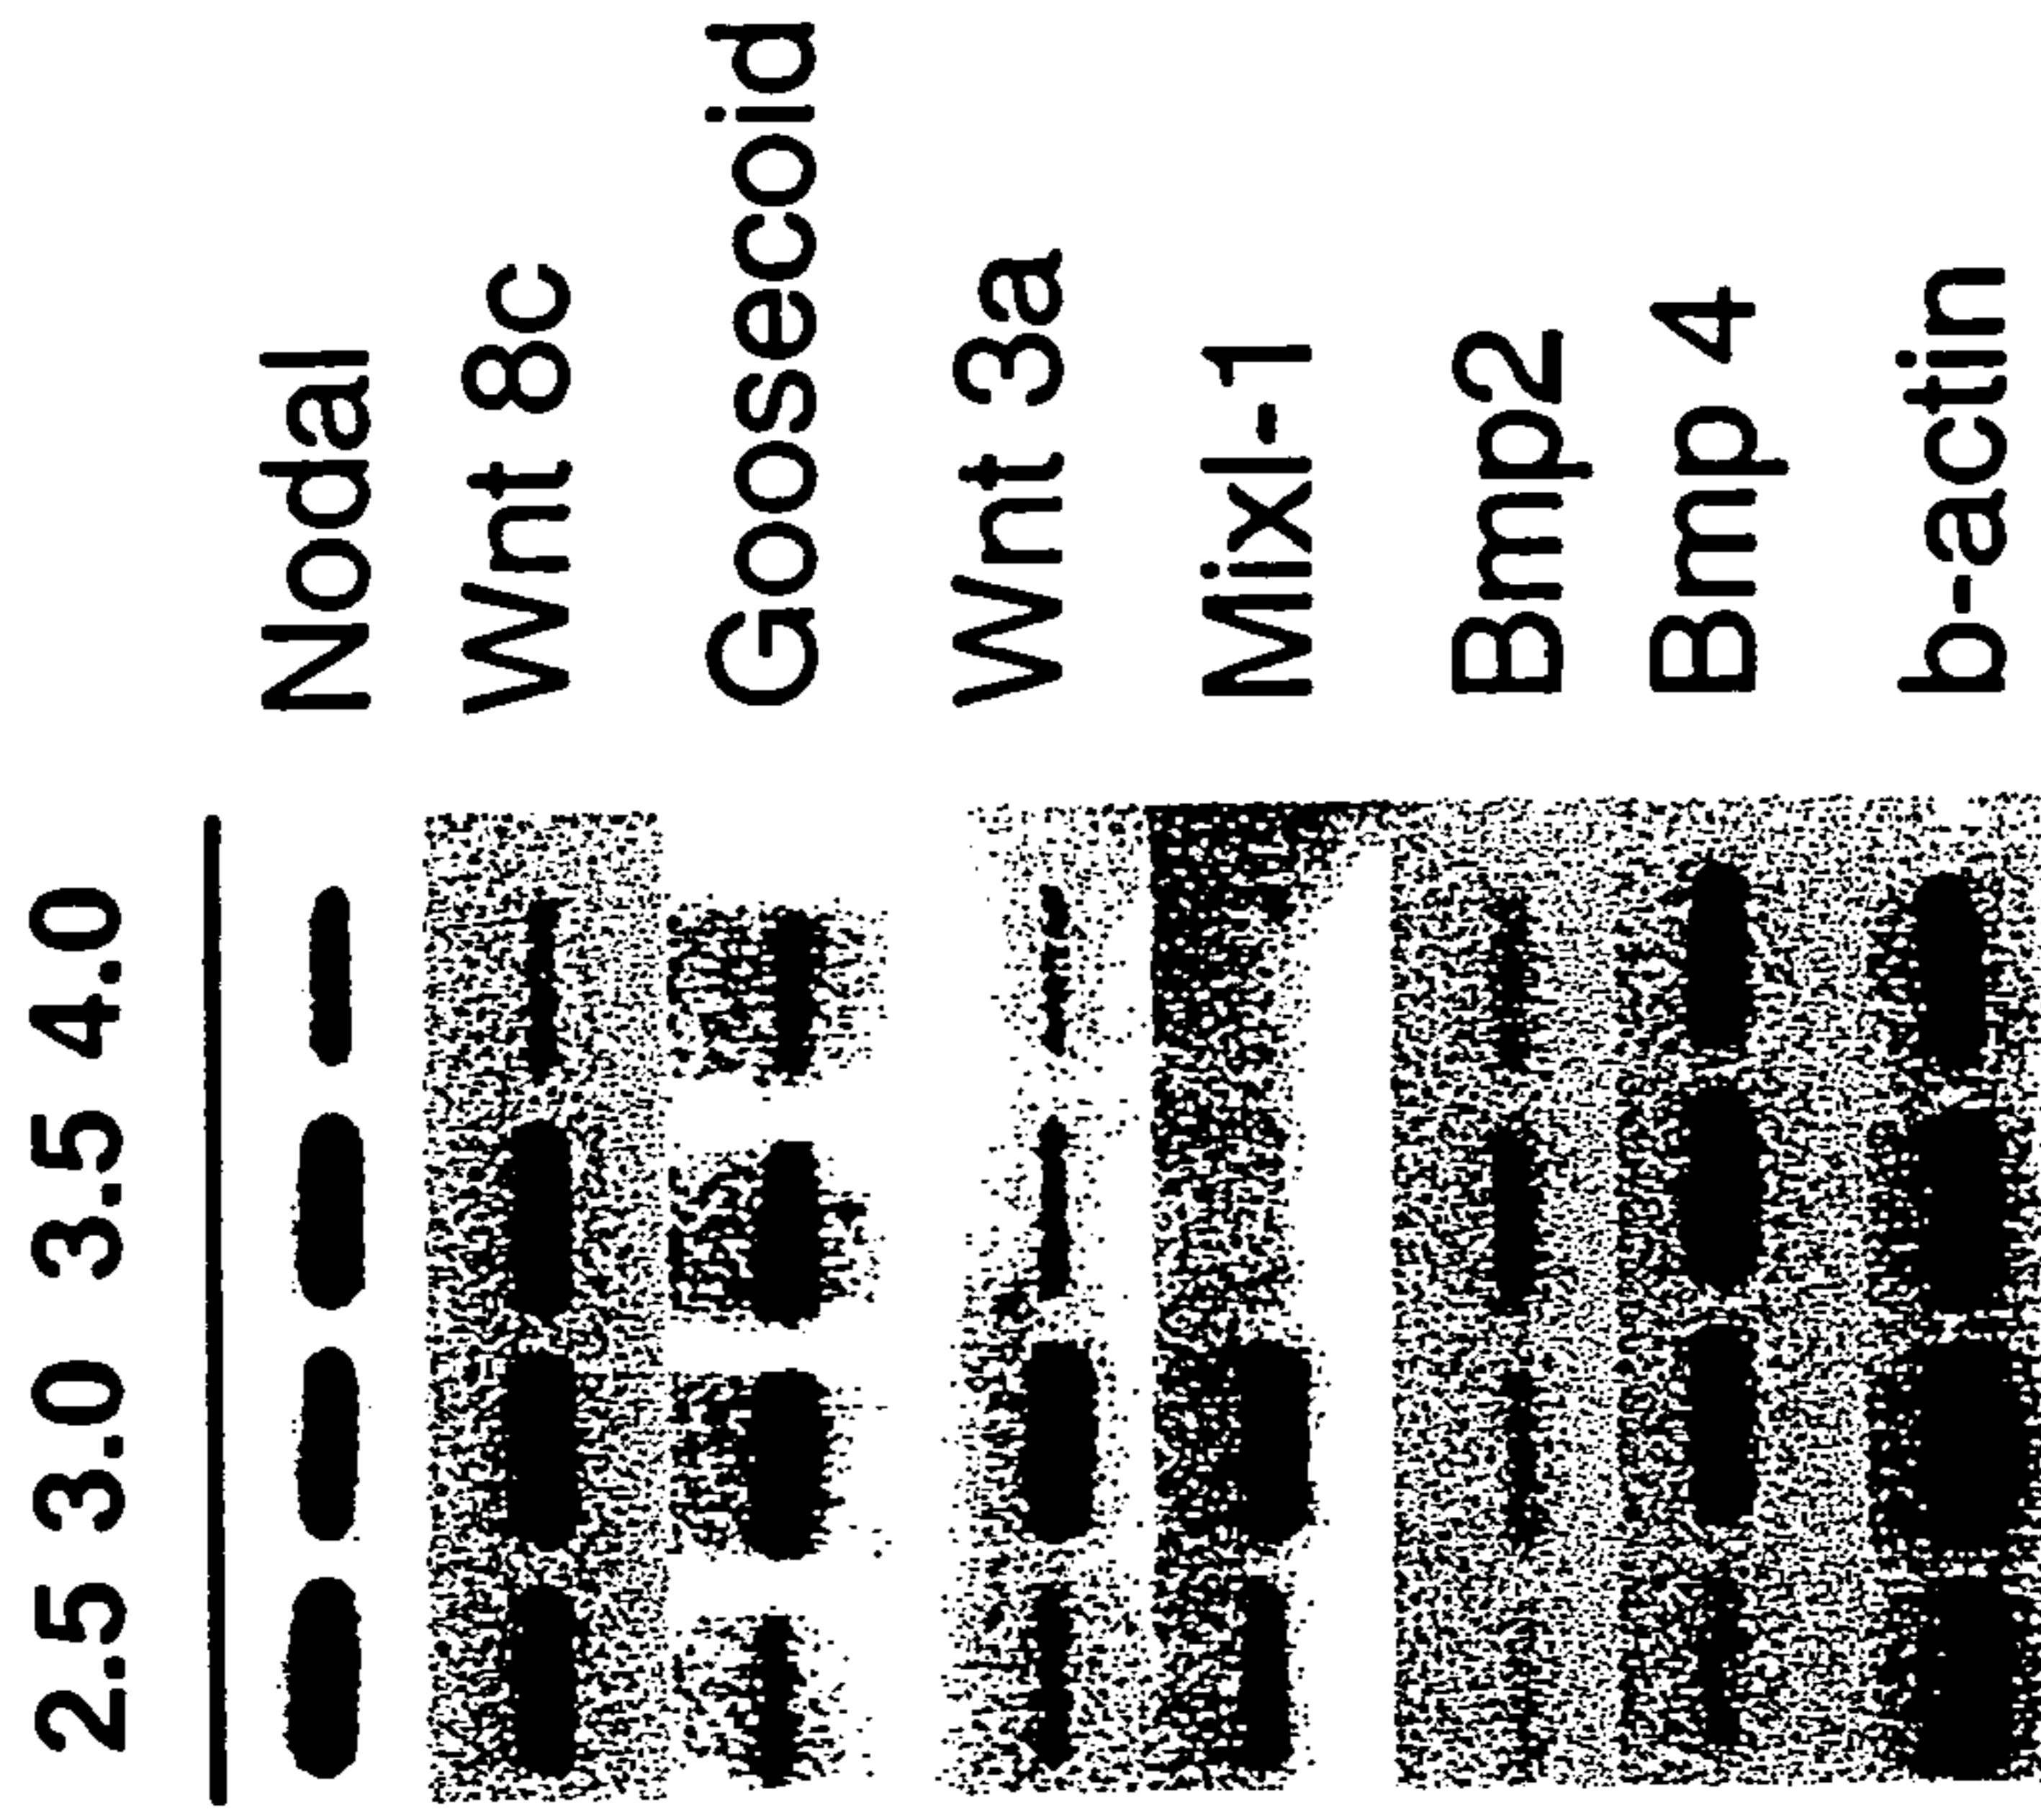 2.5 3.0 3.5 4.0
Nodal
Wnt 8c
Goosecoid
Wnt 3a
Mixl-1
Bmp2
Bmp 4
b-actin